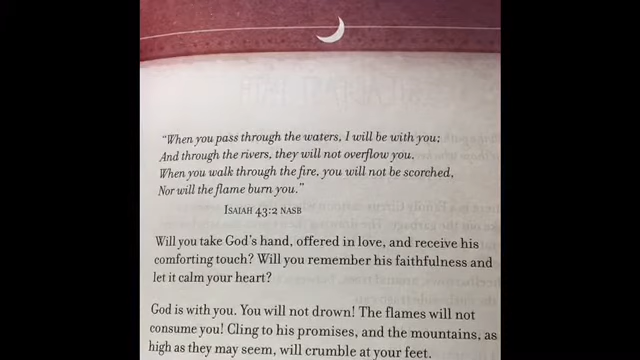 “When you pass through the waters, I will be with you;
And through the rivers, they will not overflow you.
When you walk through the fire, you will not be scorched,
Nor will the flame burn you.”
Isaiah 43:2 NASB
Will you take God’s hand, offered in love, and receive his
comforting touch? Will you remember his faithfulness and
let it calm your heart?
God is with you. You will not drown! The flames will not
consume you! Cling to his promises, and the mountains, as
high as they may seem, will crumble at your feet.